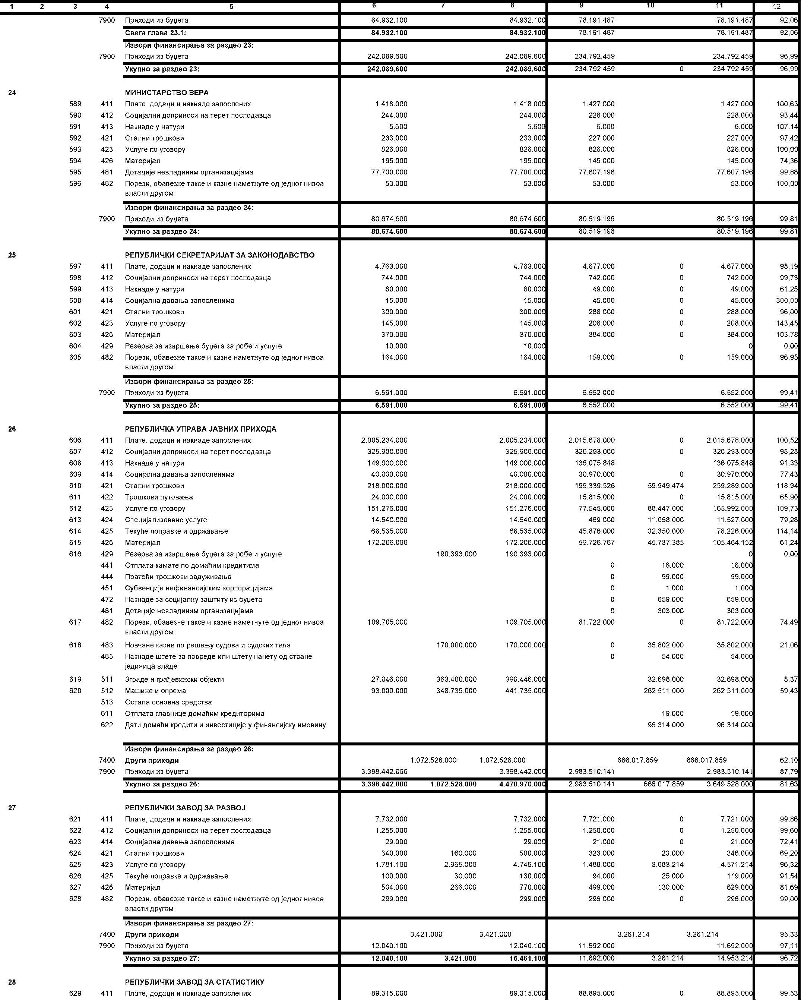 1 2 3 4 5 6 7 8 9 10 11 12
7900 Приходи из буџета 84.932.100 84.932.100 78.191.487 78.191.487 92,06
Свега глава 23.1: 84.932.100 84.932.100 78.191.487 78.191.487 92,06
Извори финансирања за раздео 23:
7900 Приходи из буџета 242.089.600 242.089.600 234.792.459 234.792.459 96,99
Укупно за раздео 23: 242.089.600 242.089.600 234.792.459 0 234.792.459 96,99
24 МИНИСТАРСТВО ВЕРА
589 411 Плате, додаци и накнаде запослених 1.418.000 1.418.000 1.427.000 1.427.000 100,63
590 412 Социјални доприноси на терет послодавца 244.000 244.000 228.000 228.000 93,44
591 413 Накнаде у натури 5.600 5.600 6.000 6.000 107,14
592 421 Стални трошкови 233.000 233.000 227.000 227.000 97,42
593 423 Услуге по уговору 826.000 826.000 826.000 826.000 100,00
594 426 Материјал 195.000 195.000 145.000 145.000 74,36
595 481 Дотације невладиним организацијама 77.700.000 77.700.000 77.607.196 77.607.196 99,88
596 482 Порези, обавезне таксе и казне наметнуте од једног нивоа 53.000 53.000 53.000 53.000 100,00
власти другом
Извори финансирања за раздео 24:
7900 Приходи из буџета 80.674.600 80.674.600 80.519.196 80.519.196 99,81
Укупно за раздео 24: 80.674.600 80.674.600 80.519.196 80.519.196 99,81
25 РЕПУБЛИЧКИ СЕКРЕТАРИЈАТ ЗА ЗАКОНОДАВСТВО
597 411 Плате, додаци и накнаде запослених 4.763.000 4.763.000 4.677.000 0 4.677.000 98,19
598 412 Социјални доприноси на терет послодавца 744.000 744.000 742.000 0 742.000 99,73
599 413 Накнаде у натури 80.000 80.000 49.000 0 49.000 61,25
600 414 Социјална давања запосленима 15.000 15.000 45.000 0 45.000 300,00
601 421 Стални трошкови 300.000 300.000 288.000 0 288.000 96,00
602 423 Услуге по уговору 145.000 145.000 208.000 0 208.000 143,45
603 426 Материјал 370.000 370.000 384.000 0 384.000 103,78
604 429 Резерва за извршење буџета за робе и услуге 10.000 10.000 0 0,00
605 482 Порези, обавезне таксе и казне наметнуте од једног нивоа 164.000 164.000 159.000 0 159.000 96,95
власти другом
Извори финансирања за раздео 25:
7900 Приходи из буџета 6.591.000 6.591.000 6.552.000 6.552.000 99,41
Укупно за раздео 25: 6.591.000 6.591.000 6.552.000 6.552.000 99,41
26 РЕПУБЛИЧКА УПРАВА ЈАВНИХ ПРИХОДА
606 411 Плате, додаци и накнаде запослених 2.005.234.000 2.005.234.000 2.015.678.000 0 2.015.678.000 100,52
607 412 Социјални доприноси на терет послодавца 325.900.000 325.900.000 320.293.000 0 320.293.000 98,28
608 413 Накнаде у натури 149.000.000 149.000.000 136.075.848 136.075.848 91,33
609 414 Социјална давања запосленима 40.000.000 40.000.000 30.970.000 0 30.970.000 77,43
610 421 Стални трошкови 218.000.000 218.000.000 199.339.526 59.949.474 259.289.000 118,94
611 422 Трошкови путовања 24.000.000 24.000.000 15.815.000 0 15.815.000 65,90
612 423 Услуге по уговору 151.276.000 151.276.000 77.545.000 88.447.000 165.992.000 109,73
613 424 Специјализоване услуге 14.540.000 14.540.000 469.000 11.058.000 11.527.000 79,28
614 425 Текуће поправке и одржавање 68.535.000 68.535.000 45.876.000 32.350.000 78.226.000 114,14
615 426 Материјал 172.206.000 172.206.000 59.726.767 45.737.385 105.464.152 61,24
616 429 Резерва за извршење буџета за робе и услуге 190.393.000 190.393.000 0 0,00
441 Отплата камате по домаћим кредитима 0 16.000 16.000
444 Пратећи трошкови задуживања 0 99.000 99.000
451 Субвенције нефинансијским корпорацијама 0 1.000 1.000
472 Накнаде за социјалну заштиту из буџета 0 659.000 659.000
481 Дотације невладиним организацијама 0 303.000 303.000
617 482 Порези, обавезне таксе и казне наметнуте од једног нивоа 109.705.000 109.705.000 81.722.000 0 81.722.000 74,49
власти другом
618 483 Новчане казне по решењу судова и судских тела 170.000.000 170.000.000 0 35.802.000 35.802.000 21,06
485 Накнаде штете за повреде или штету нанету од стране 0 54.000 54.000
јединица владе
619 511 Зграде и грађевински објекти 27.046.000 363.400.000 390.446.000 32.698.000 32.698.000 8,37
620 512 Машине и опрема 93.000.000 348.735.000 441.735.000 262.511.000 262.511.000 59,43
513 Остала основна средства
611 Отплата главнице домаћим кредиторима 19.000 19.000
622 Дати домаћи кредити и инвестиције у финансијску имовину 96.314.000 96.314.000
Извори финансирања за раздео 26:
7400 Други приходи 1.072.528.000 1.072.528.000 666.017.859 666.017.859 62,10
7900 Приходи из буџета 3.398.442.000 3.398.442.000 2.983.510.141 2.983.510.141 87,79
Укупно за раздео 26: 3.398.442.000 1.072.528.000 4.470.970.000 2.983.510.141 666.017.859 3.649.528.000 81,63
27 РЕПУБЛИЧКИ ЗАВОД ЗА РАЗВОЈ
621 411 Плате, додаци и накнаде запослених 7.732.000 7.732.000 7.721.000 0 7.721.000 99,86
622 412 Социјални доприноси на терет послодавца 1.255.000 1.255.000 1.250.000 0 1.250.000 99,60
623 414 Социјална давања запосленима 29.000 29.000 21.000 0 21.000 72,41
624 421 Стални трошкови 340.000 160.000 500.000 323.000 23.000 346.000 69,20
625 423 Услуге по уговору 1.781.100 2.965.000 4.746.100 1.488.000 3.083.214 4.571.214 96,32
626 425 Текуће поправке и одржавање 100.000 30.000 130.000 94.000 25.000 119.000 91,54
627 426 Материјал 504.000 266.000 770.000 499.000 130.000 629.000 81,69
628 482 Порези, обавезне таксе и казне наметнуте од једног нивоа 299.000 299.000 296.000 0 296.000 99,00
власти другом
Извори финансирања за раздео 27:
7400 Други приходи 3.421.000 3.421.000 3.261.214 3.261.214 95,33
7900 Приходи из буџета 12.040.100 12.040.100 11.692.000 11.692.000 97,11
Укупно за раздео 27: 12.040.100 3.421.000 15.461.100 11.692.000 3.261.214 14.953.214 96,72
28 РЕПУБЛИЧКИ ЗАВОД ЗА СТАТИСТИКУ
629 411 Плате, додаци и накнаде запослених 89.315.000 89.315.000 88.895.000 0 88.895.000 99,53